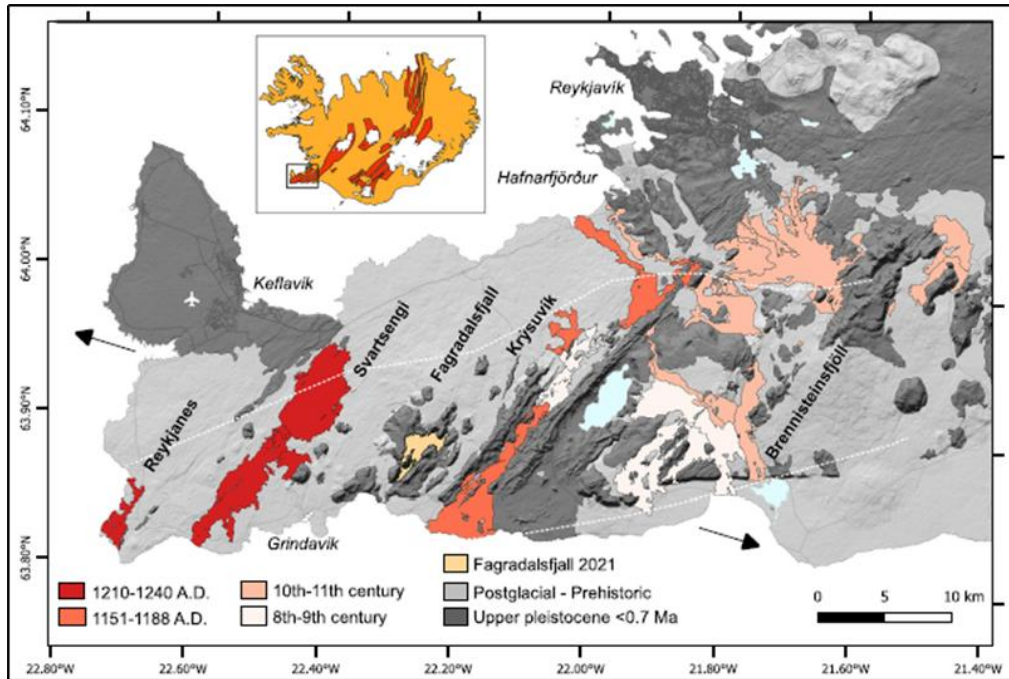 Reykjavík
Hafnarfjörður
Keflavik
Reykjanes
Svartsengi
Fagradalsfjall
Krýsuvík
Brennisteinsfjöll
Grindavik
64.10°N
64.00°N
63.90°N
63.80°N
1210-1240 A.D.
1151-1188 A.D.
10th-11th century
8th-9th century
Fagradalsfjall 2021
Postglacial - Prehistoric
Upper pleistocene <0.7 Ma
0 5 10 km
22.80°W 22.60°W 22.40°W 22.20°W 22.00°W 21.80°W 21.60°W 21.40°W